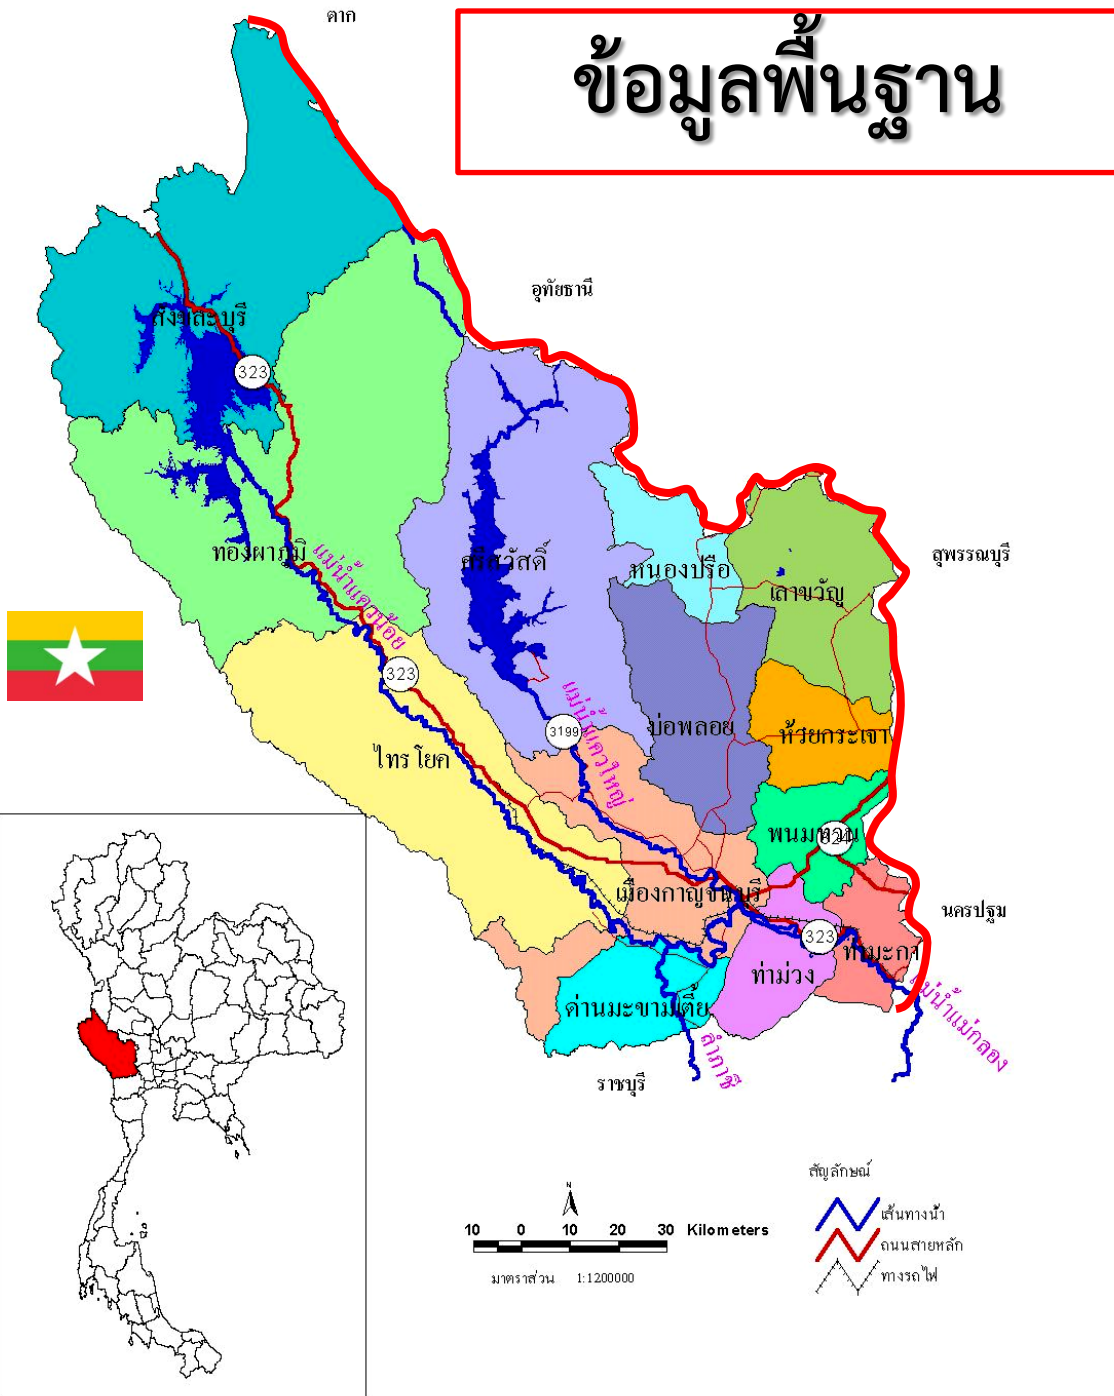 ตาก
ข้อมูลพื้นฐาน
อุทัยธานี
สังขละบุรี
323
สุพรรณบุรี
ทองผาภูมิ
แม่น้ำแควน้อย
ศรีสวัสดิ์
หนองปรือ
เลาขวัญ
323
แม่น้ำแควใหญ่
3199
บ่อพลอย
ห้วยกระเจา
ไทรโยค
พนมทวน
324
เมืองกาญจนบุรี
นครปฐม
323
ท่ามะกา
ท่าม่วง
ด่านมะขามเตี้ย
แม่น้ำแม่กลอง
ลำภาชี
ราชบุรี
สัญลักษณ์
เส้นทางน้ำ
ถนนสายหลัก
ทางรถไฟ
N
10 0 10 20 30 Kilometers
มาตราส่วน 1:1200000